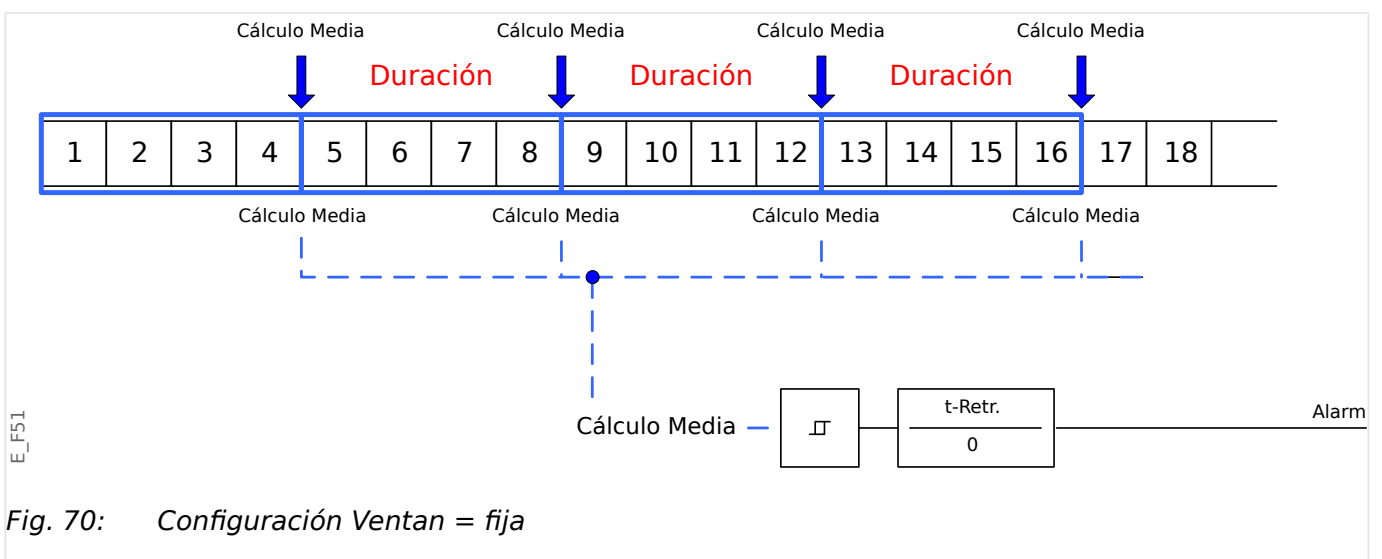 Cálculo Media Cálculo Media Cálculo Media Cálculo Media
Duración Duración Duración
1 2 3 4 5 6 7 8 9 10 11 12 13 14 15 16 17 18
Cálculo Media Cálculo Media Cálculo Media Cálculo Media
t-Retr.
Alarm
Cálculo Media
0
E_F51
Fig. 70: Configuración Ventan = fija